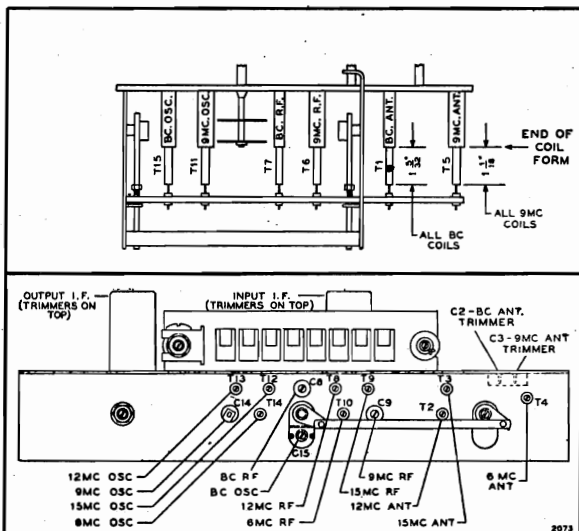 BC. OSC.
9MC. OSC.
BC. R.F.
9MC. R.F.
BC. ANT.
9MC. ANT.
T15
T11
T7
T6
T1
T5
1 3/32"
1 1/16"
END OF
COIL
FORM
ALL 9MC
COILS
ALL BC
COILS
OUTPUT I.F.
(TRIMMERS ON
TOP)
INPUT I.F.
(TRIMMERS ON TOP)
C2-BC ANT.
TRIMMER
C3-9MC ANT
TRIMMER
T13
T12
C8
T8
T9
T3
T4
C14
T14
T10
C9
T2
C15
12MC OSC
9MC OSC
15MC OSC
6MC OSC
BC RF
BC OSC
12MC RF
6MC RF
9MC RF
15MC RF
12MC ANT
15MC ANT
6 MC
ANT
2073